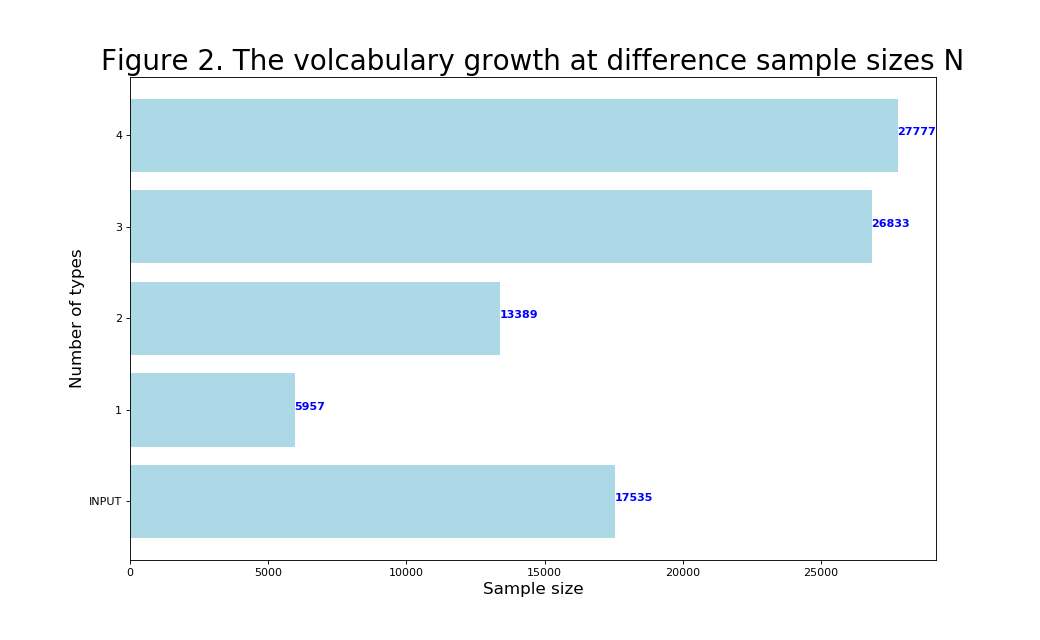 Figure 2. The volcabulary growth at difference sample sizes N
Number of types
4
27777
3
26833
2
13389
1
5957
INPUT
17535
0 5000 10000 15000 20000 25000
Sample size